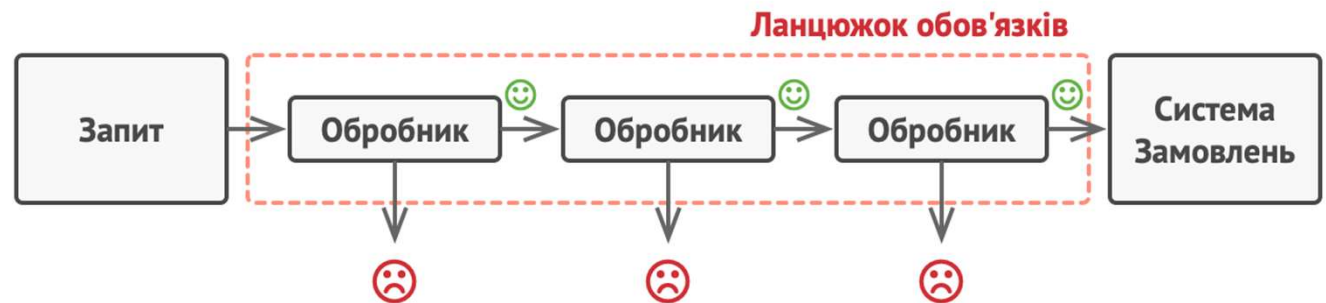 Ланцюжок обов'язків
Запит
Обробник
Обробник
Обробник
Система
Замовлень